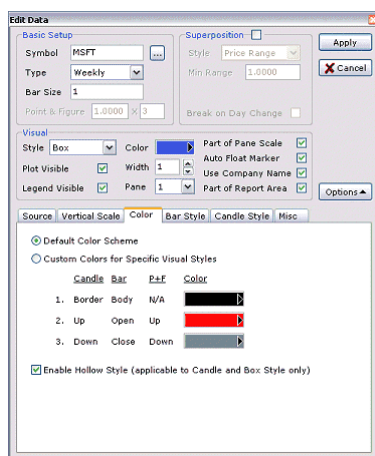 Edit Data
Basic Setup
Symbol MSFT ...
Type Weekly
Bar Size 1
Point & Figure 1.0000 x 3
Superposition
Style Price Range
Min Range 1.0000
Break on Day Change
Apply
Cancel
Visual
Style Box Color
Plot Visible Width 1
Legend Visible Pane 1
Part of Pane Scale
Auto Float Marker
Use Company Name
Part of Report Area
Options
Source Vertical Scale Color Bar Style Candle Style Misc
Default Color Scheme
Custom Colors for Specific Visual Styles
Candle Bar P+F Color
1. Border Body N/A
2. Up Open Up
3. Down Close Down
Enable Hollow Style (applicable to Candle and Box Style only)